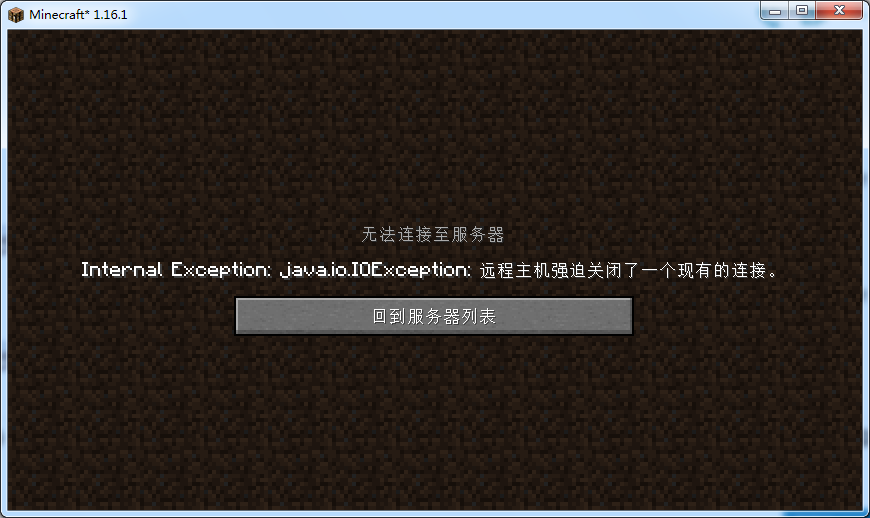 Minecraft* 1.16.1
无法连接至服务器
Internal Exception: java.io.IOException: 远程主机强迫关闭了一个现有的连接。
回到服务器列表